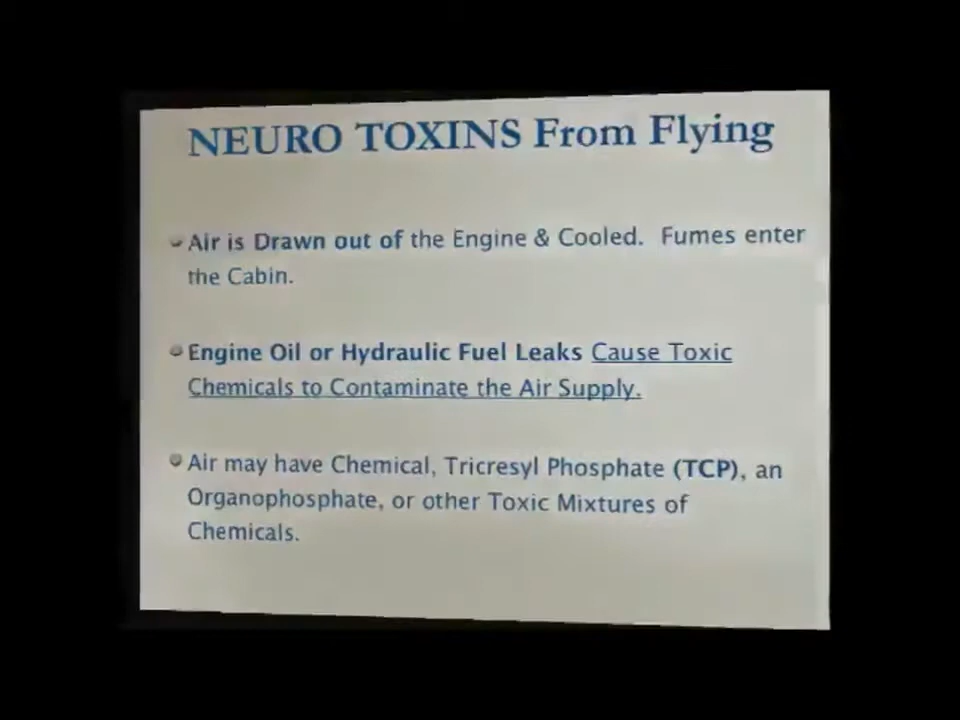 NEURO TOXINS From Flying
Air is Drawn out of the Engine & Cooled. Fumes enter
the Cabin.
Engine Oil or Hydraulic Fuel Leaks Cause Toxic
Chemicals to Contaminate the Air Supply.
Air may have Chemical, Tricresyl Phosphate (TCP), an
Organophosphate, or other Toxic Mixtures of
Chemicals.